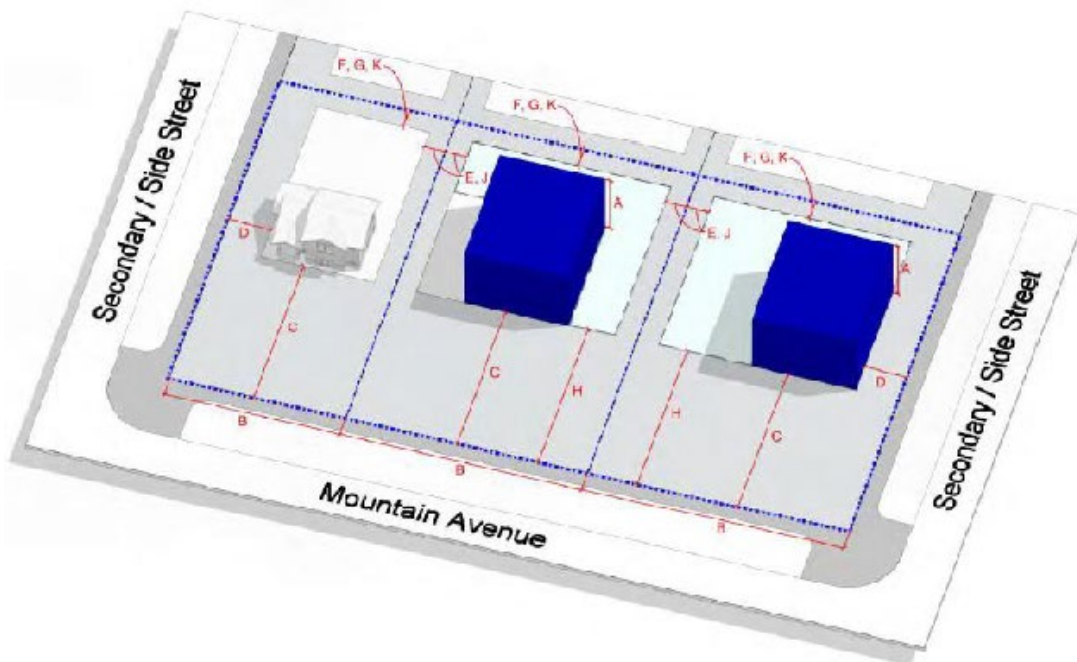 F, G, K
F, G, K
F, G, K
Secondary / Side Street
E, J
A
E, J
D
A
Secondary / Side Street
C
C
H
D
H
C
B
B
B
Mountain Avenue